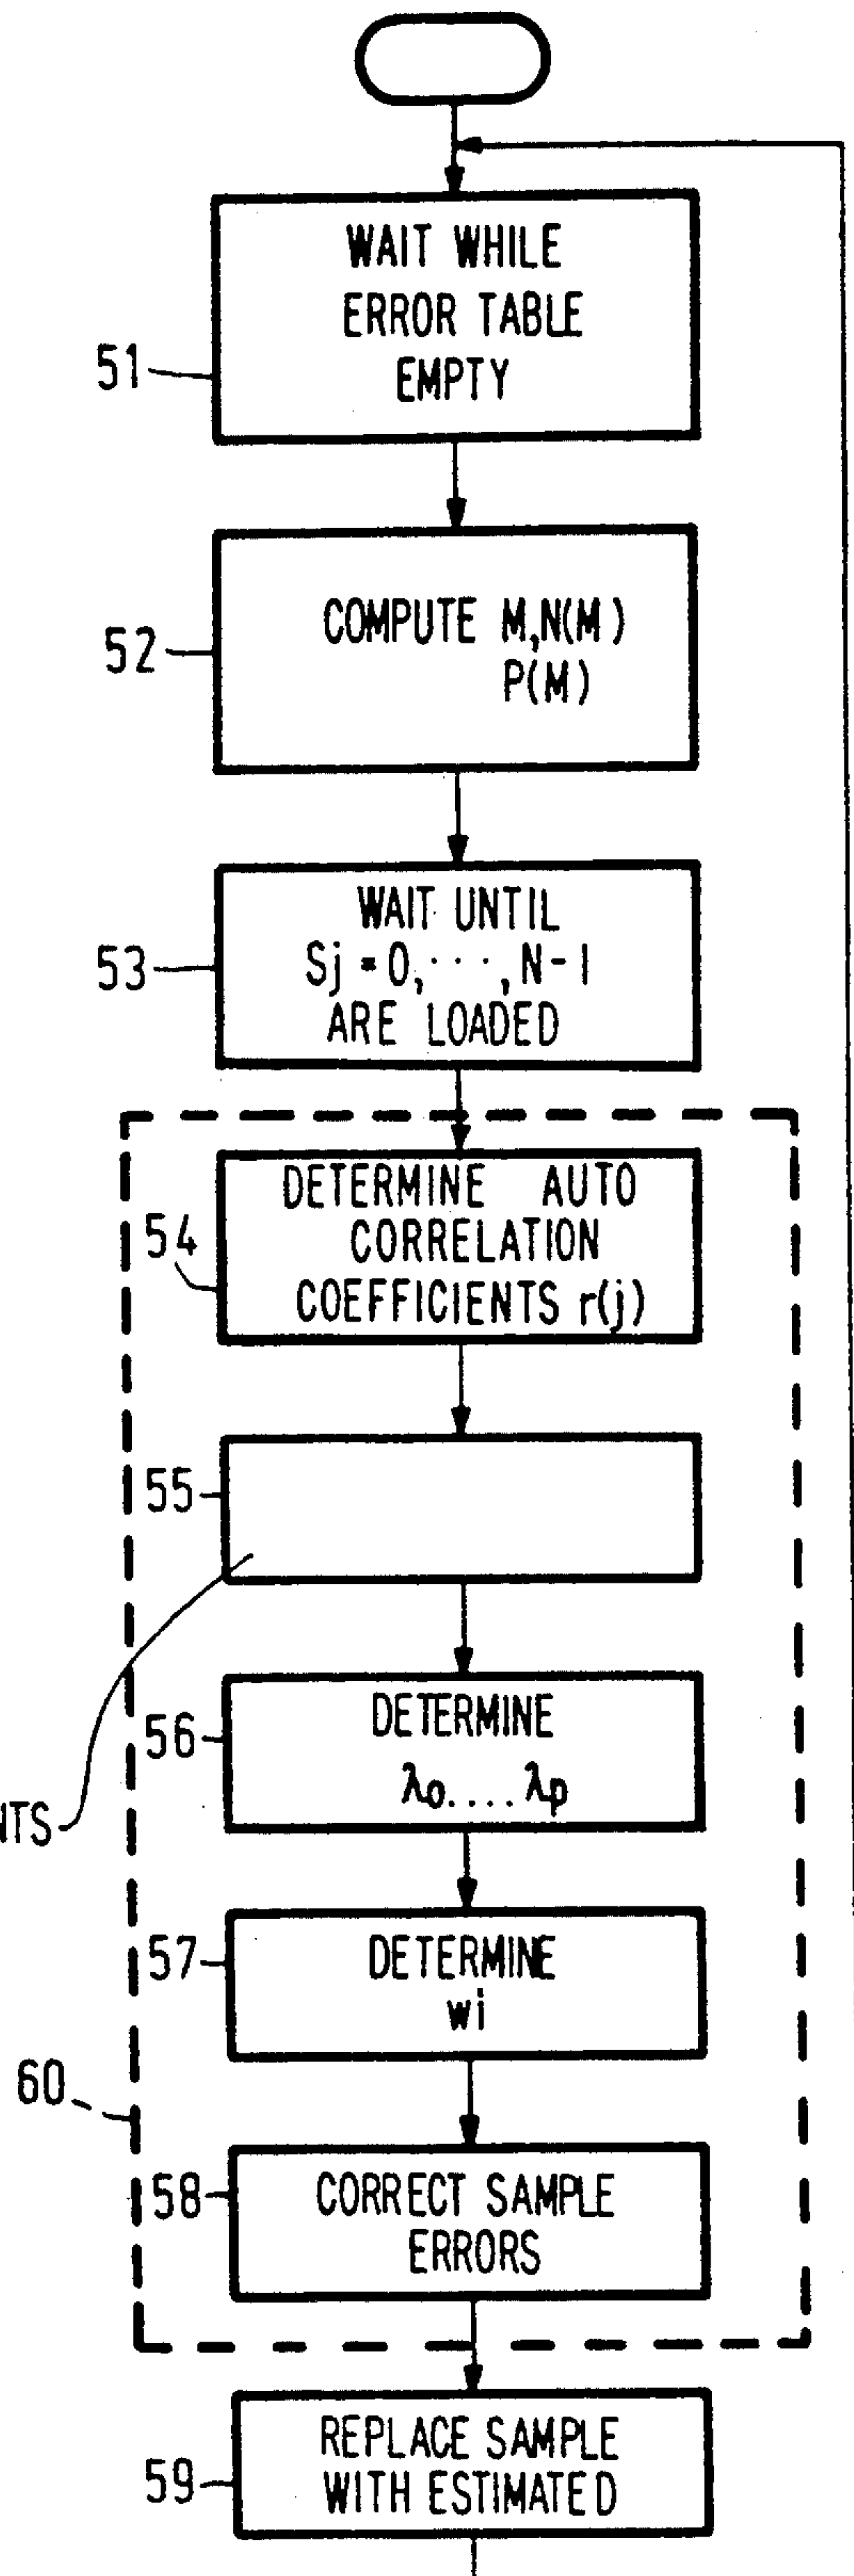 WAIT WHILE
ERROR TABLE
EMPTY
51
COMPUTE M,N(M)
P(M)
52
WAIT UNTIL
Sj = 0,···, N-1
ARE LOADED
53
DETERMINE AUTO
CORRELATION
COEFFICIENTS r(j)
54
55
DETERMINE
λo....λp
56
NTS
DETERMINE
wi
57
60
CORRECT SAMPLE
ERRORS
58
REPLACE SAMPLE
WITH ESTIMATED
59